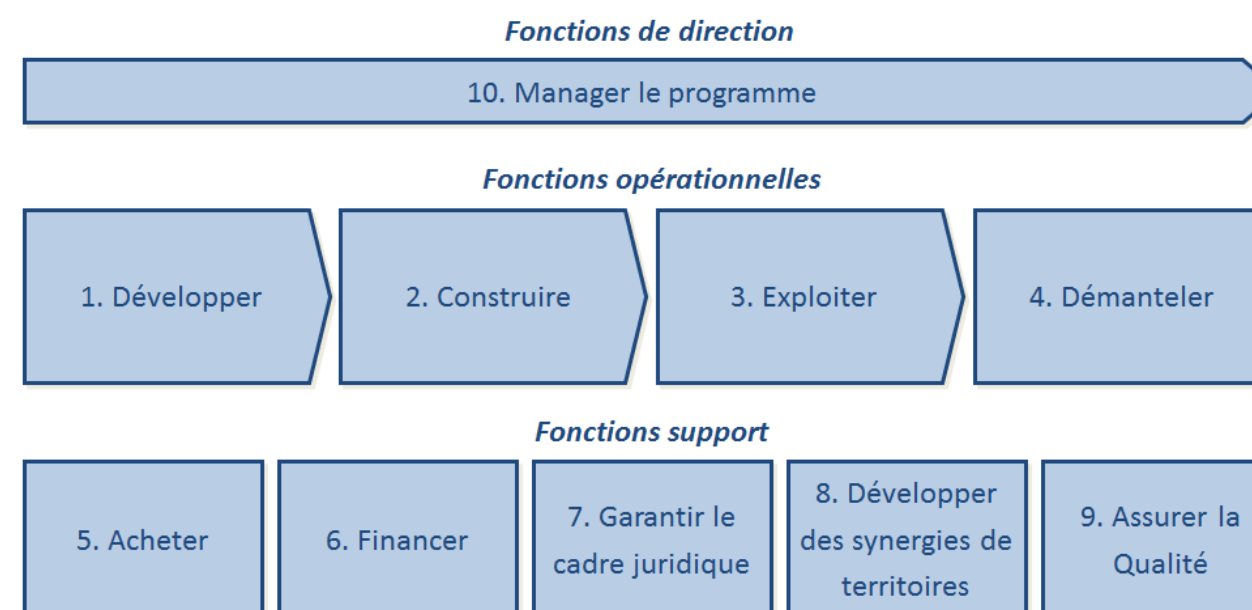 Fonctions de direction
10. Manager le programme
Fonctions opérationnelles
1. Développer
2. Construire
3. Exploiter
4. Démanteler
Fonctions support
5. Acheter
6. Financer
7. Garantir le
cadre juridique
8. Développer
des synergies de
territoires
9. Assurer la
Qualité